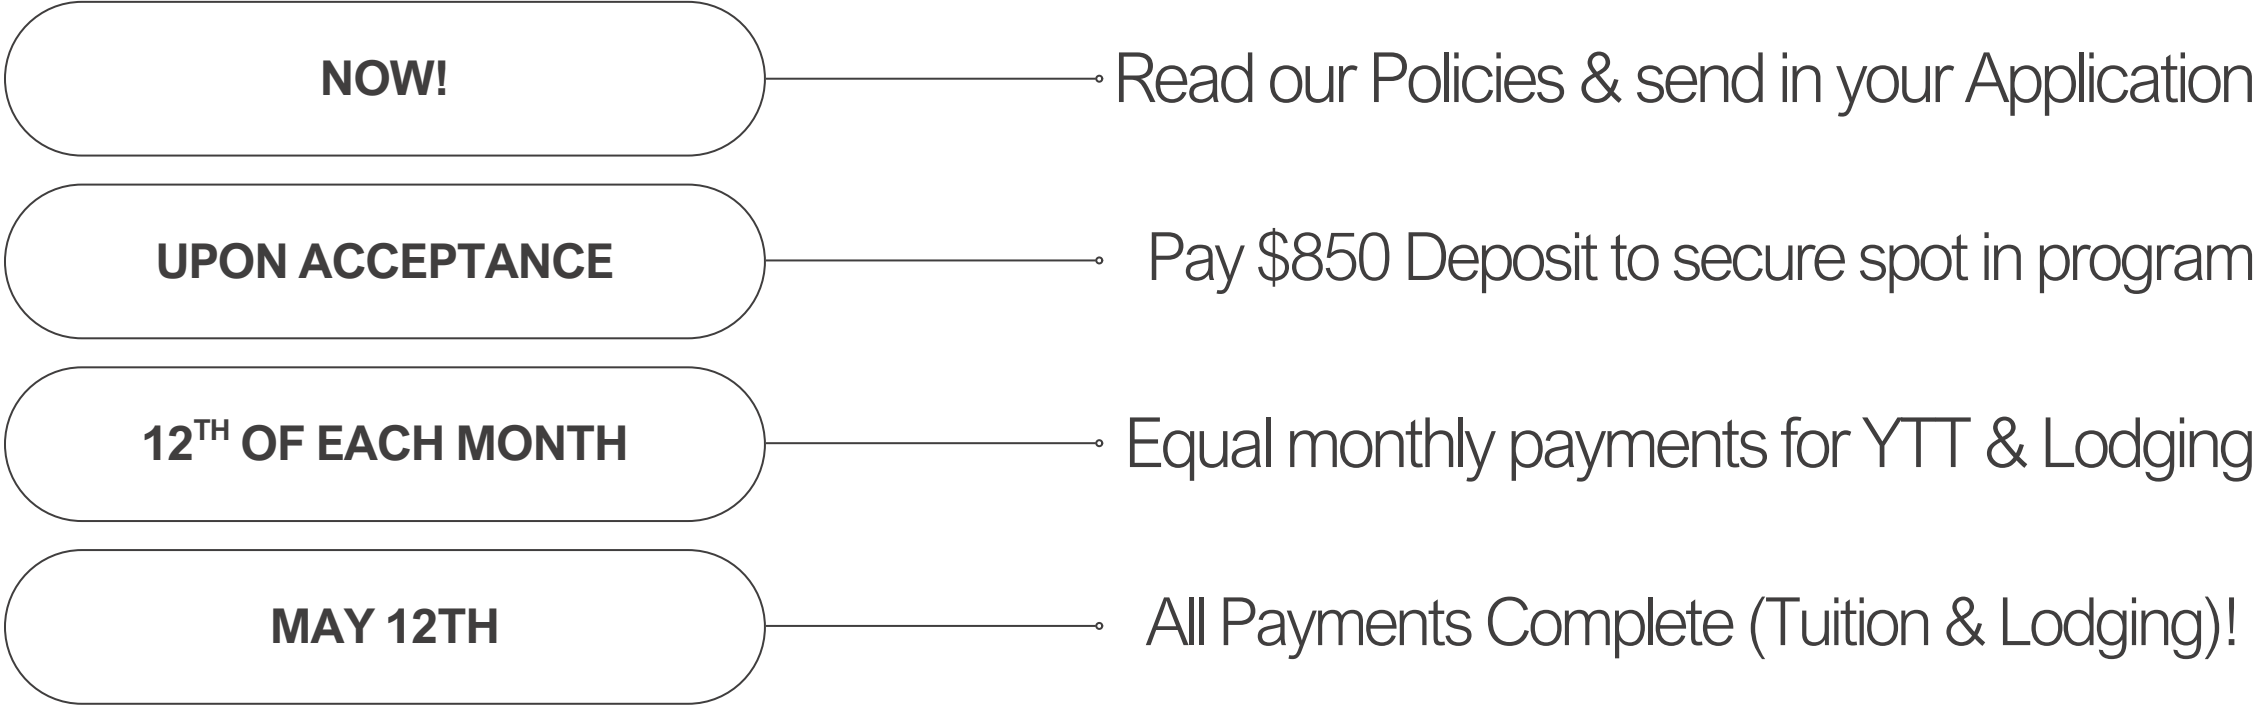 NOW!
Read our Policies & send in your Application
UPON ACCEPTANCE
Pay $850 Deposit to secure spot in program
12TH OF EACH MONTH
Equal monthly payments for YTT & Lodging
MAY 12TH
All Payments Complete (Tuition & Lodging)!